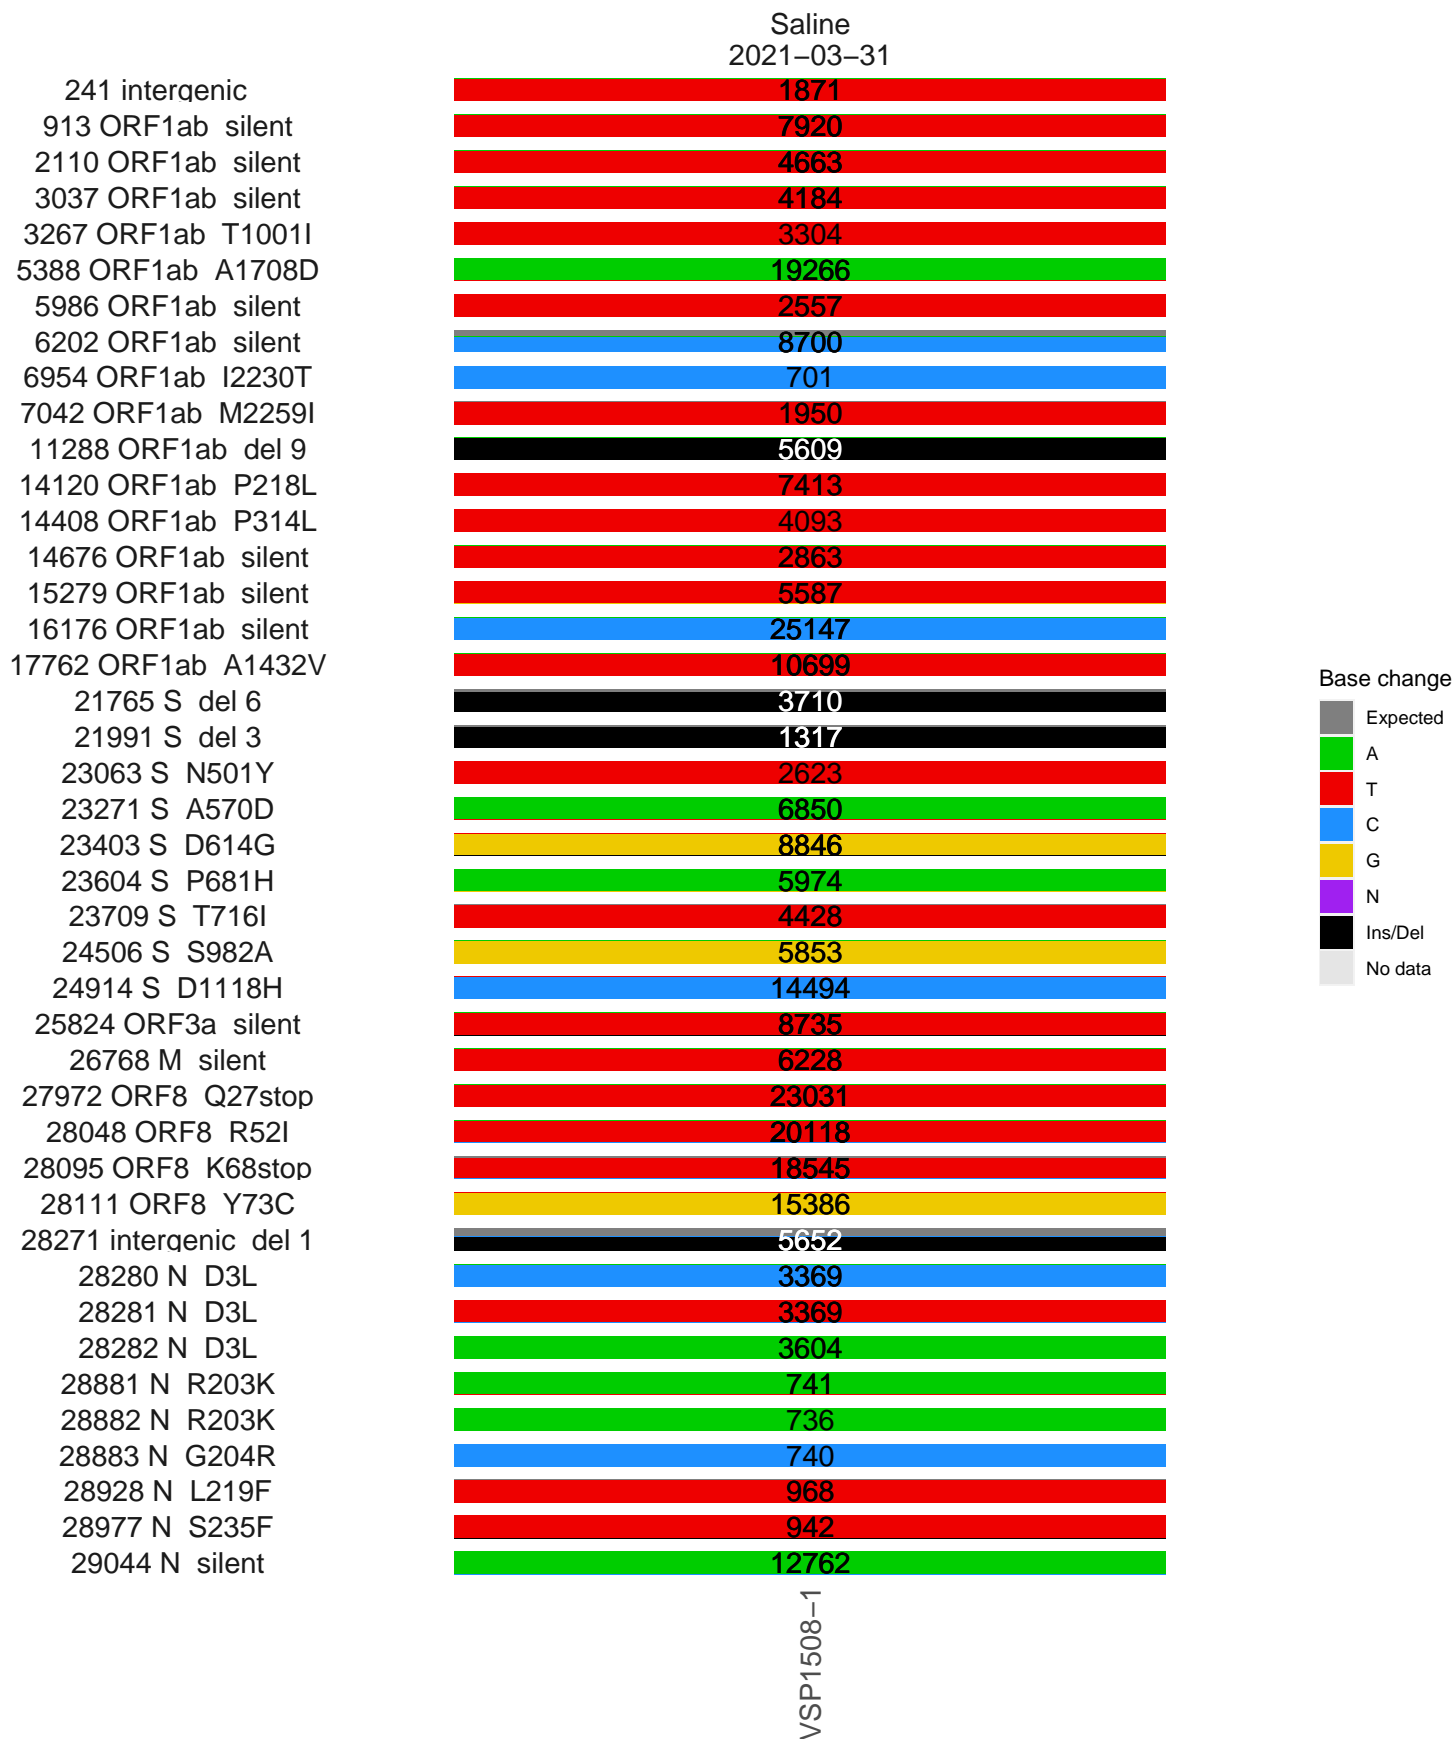 Saline
2021−03−31
241 intergenic 1871
913 ORF1ab silent 7920
2110 ORF1ab silent 4663
3037 ORF1ab silent 4184
3267 ORF1ab T1001I 3304
5388 ORF1ab A1708D 19266
5986 ORF1ab silent 2557
6202 ORF1ab silent 8700
6954 ORF1ab I2230T 701
7042 ORF1ab M2259I 1950
11288 ORF1ab del 9 5609
14120 ORF1ab P218L 7413
14408 ORF1ab P314L 4093
14676 ORF1ab silent 2863
15279 ORF1ab silent 5587
16176 ORF1ab silent 25147
17762 ORF1ab A1432V 10699
21765 S del 6 3710
21991 S del 3 1317
23063 S N501Y 2623
23271 S A570D 6850
23403 S D614G 8846
23604 S P681H 5974
23709 S T716I 4428
24506 S S982A 5853
24914 S D1118H 14494
25824 ORF3a silent 8735
26768 M silent 6228
27972 ORF8 Q27stop 23031
28048 ORF8 R52I 20118
28095 ORF8 K68stop 18545
28111 ORF8 Y73C 15386
28271 intergenic del 1 5652
28280 N D3L 3369
28281 N D3L 3369
28282 N D3L 3604
28881 N R203K 741
28882 N R203K 736
28883 N G204R 740
28928 N L219F 968
28977 N S235F 942
29044 N silent 12762
VSP1508−1
Base change
Expected
A
T
C
G
N
Ins/Del
No data